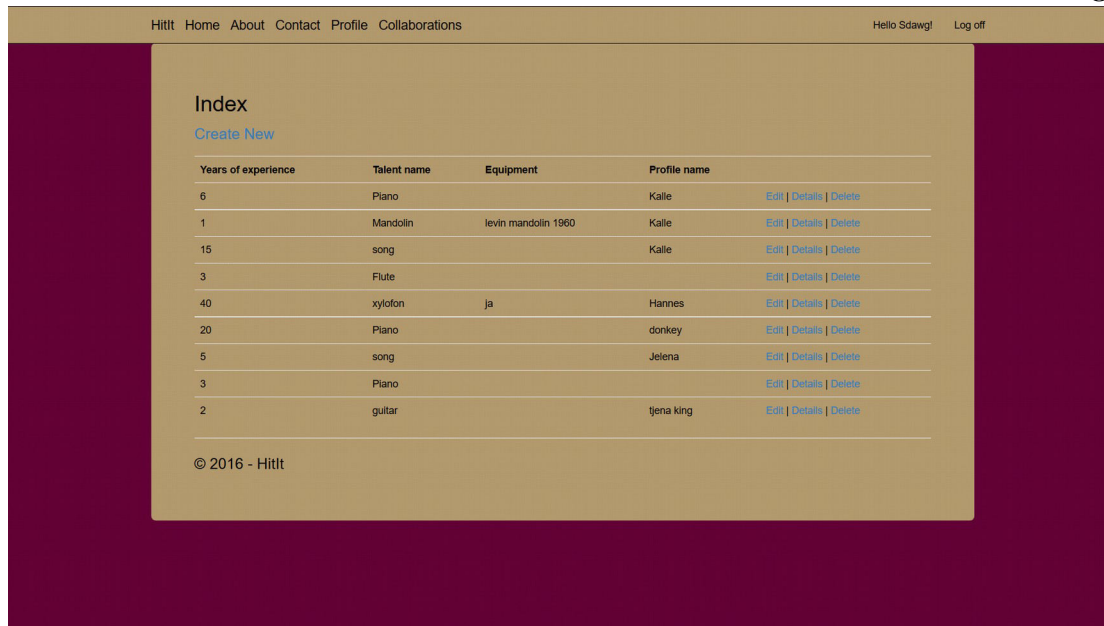 HitIt Home About Contact Profile Collaborations Hello Sdawg! Log off
Index
Create New
Years of experience Talent name Equipment Profile name
6 Piano Kalle Edit | Details | Delete
1 Mandolin levin mandolin 1960 Kalle Edit | Details | Delete
15 song Kalle Edit | Details | Delete
3 Flute Edit | Details | Delete
40 xylofon ja Hannes Edit | Details | Delete
20 Piano donkey Edit | Details | Delete
5 song Jelena Edit | Details | Delete
3 Piano Edit | Details | Delete
2 guitar tjena king Edit | Details | Delete
© 2016 - HitIt